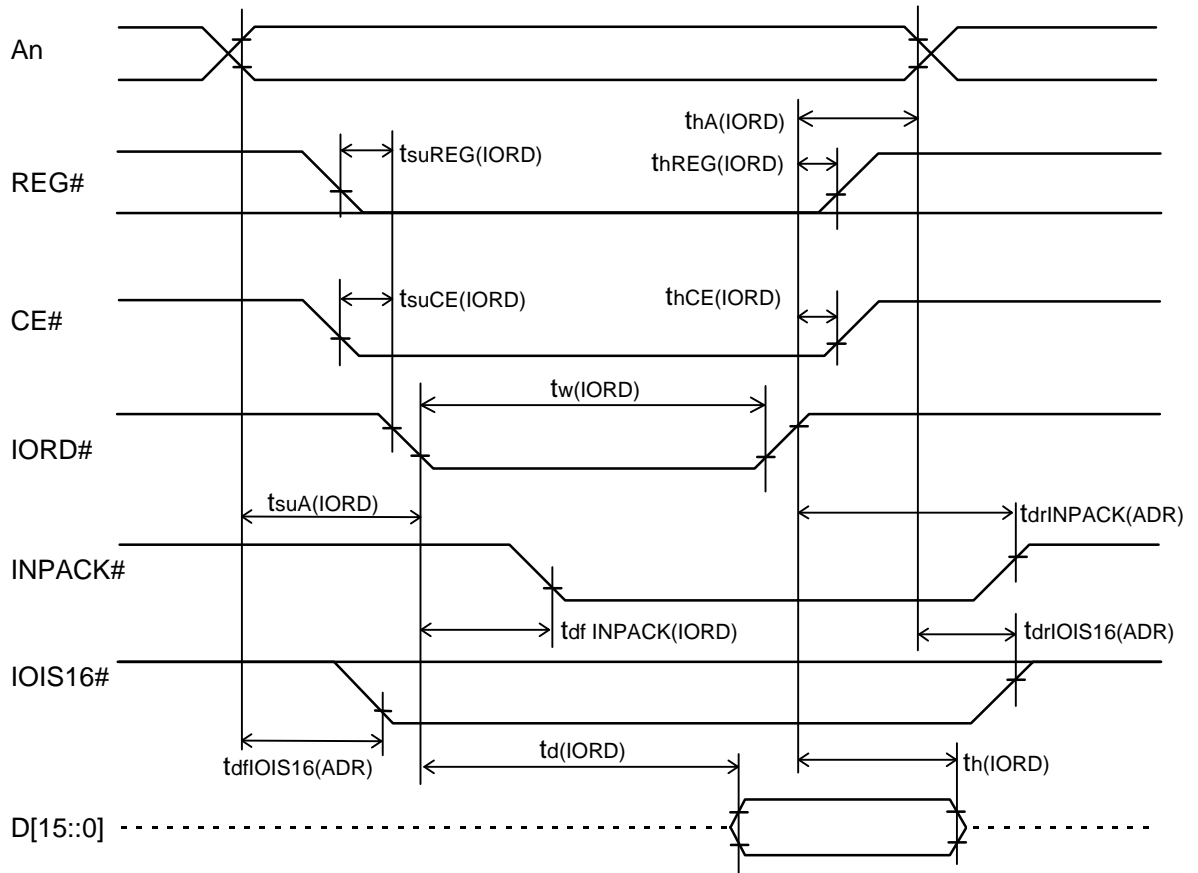 An
thA(IORD)
tsuREG(IORD)
thREG(IORD)
REG#
tsuCE(IORD)
thCE(IORD)
CE#
tw(IORD)
IORD#
tsuA(IORD)
tdrINPACK(ADR)
INPACK#
tdf INPACK(IORD)
tdrIOIS16(ADR)
IOIS16#
tdfIOIS16(ADR)
td(IORD)
th(IORD)
D[15::0]